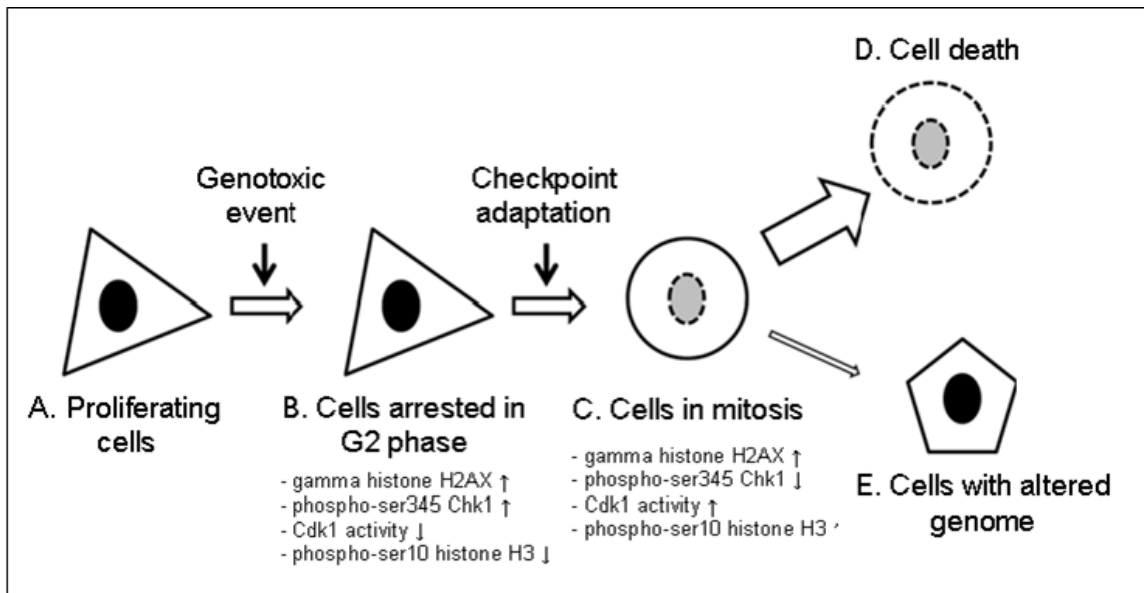 D. Cell death
Genotoxic
event
Checkpoint
adaptation
A. Proliferating
cells
B. Cells arrested in
G2 phase
- gamma histone H2AX ↑
- phospho-ser345 Chk1 ↑
- Cdk1 activity ↓
- phospho-ser10 histone H3 ↓
C. Cells in mitosis
- gamma histone H2AX ↑
- phospho-ser345 Chk1 ↓
- Cdk1 activity ↑
- phospho-ser10 histone H3
E. Cells with altered
genome